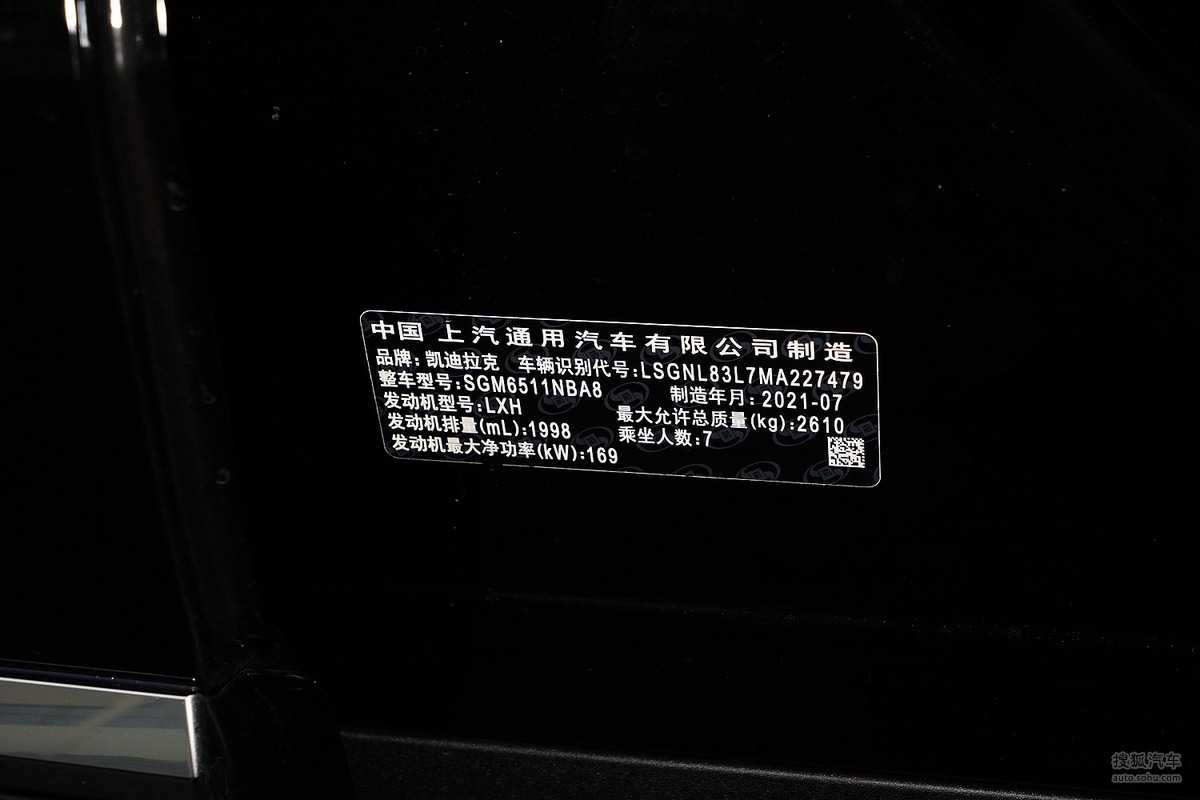 中国 上汽通用汽车有限公司制造
品牌:凯迪拉克 车辆识别代号:LSGNL83L7MA227479
整车型号:SGM6511NBA8 制造年月:2021-07
发动机型号:LXH 最大允许总质量(kg):2610
发动机排量(mL):1998 乘坐人数:7
发动机最大净功率(kW):169
搜狐汽车
auto.sohu.com